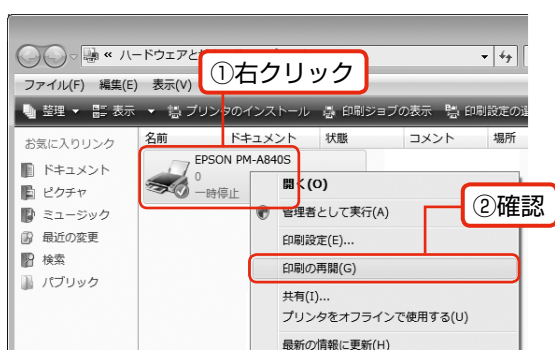 « ハードウェアと
ファイル(F) 編集(E) 表示(V)
①右クリック
整理 表示 プリンタのインストール 印刷ジョブの表示 印刷設定の
お気に入りリンク
ドキュメント
ピクチャ
ミュージック
最近の変更
検索
パブリック
名前 ドキュメント 状態 コメント 場所
EPSON PM-A840S
0
一時停止
開く(O)
管理者として実行(A)
②確認
印刷設定(E)...
印刷の再開(G)
共有(I)...
プリンタをオフラインで使用する(U)
最新の情報に更新(H)